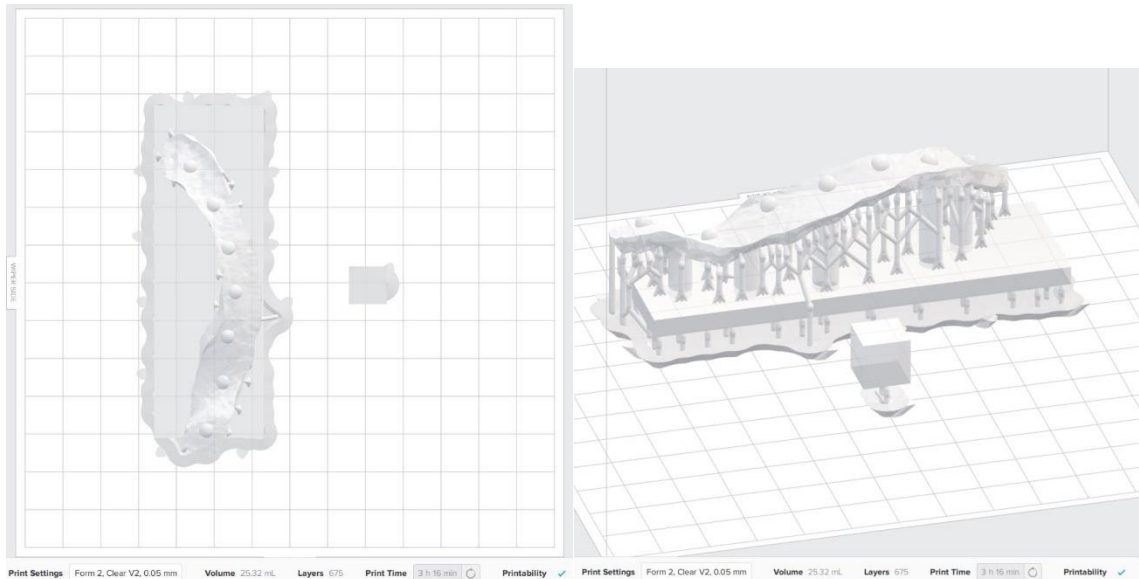 WIPER SIDE
Print Settings Form 2, Clear V2, 0.05 mm Volume 25.32 mL Layers 675 Print Time 3 h 16 min Printability
Print Settings Form 2, Clear V2, 0.05 mm Volume 25.32 mL Layers 675 Print Time 3 h 16 min Printability